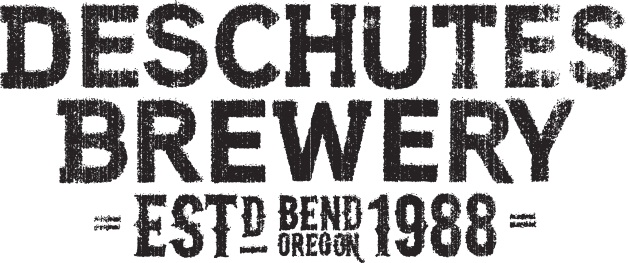 DESCHUTES
BREWERY
= ESTD BEND OREGON 1988 =